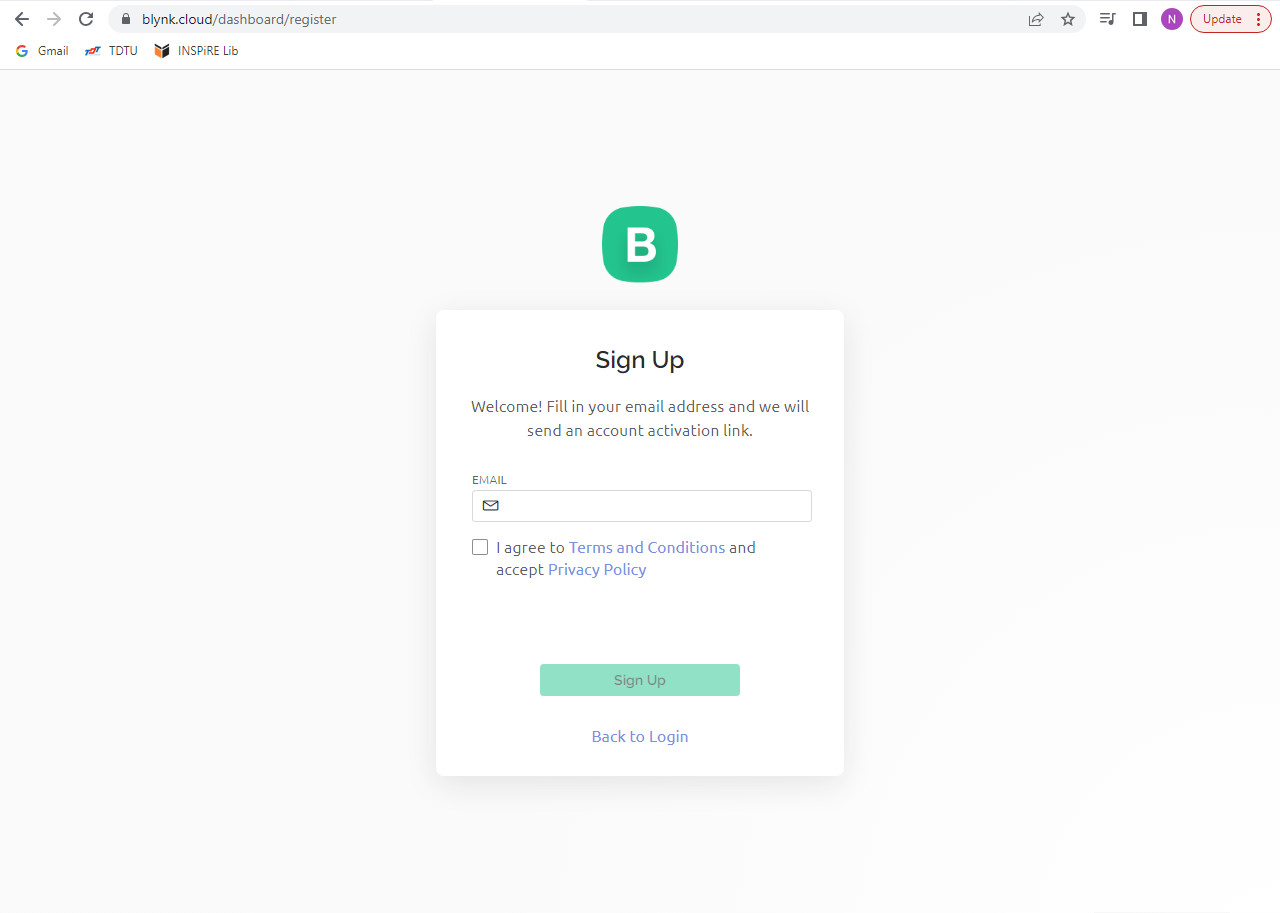 blynk.cloud/dashboard/register
N
Update
Gmail
TDTU
INSPiRE Lib
B
Sign Up
Welcome! Fill in your email address and we will
send an account activation link.
EMAIL
I agree to Terms and Conditions and
accept Privacy Policy
Sign Up
Back to Login